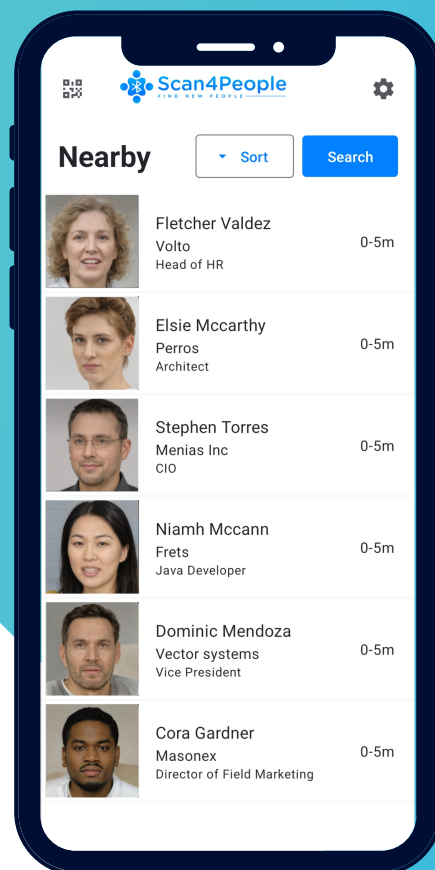 Scan4People
FIND NEW PEOPLE
Nearby
Sort
Search
Fletcher Valdez
Volto
Head of HR
0-5m
Elsie Mccarthy
Perros
Architect
0-5m
Stephen Torres
Menias Inc
CIO
0-5m
Niamh Mccann
Frets
Java Developer
0-5m
Dominic Mendoza
Vector systems
Vice President
0-5m
Cora Gardner
Masonex
Director of Field Marketing
0-5m